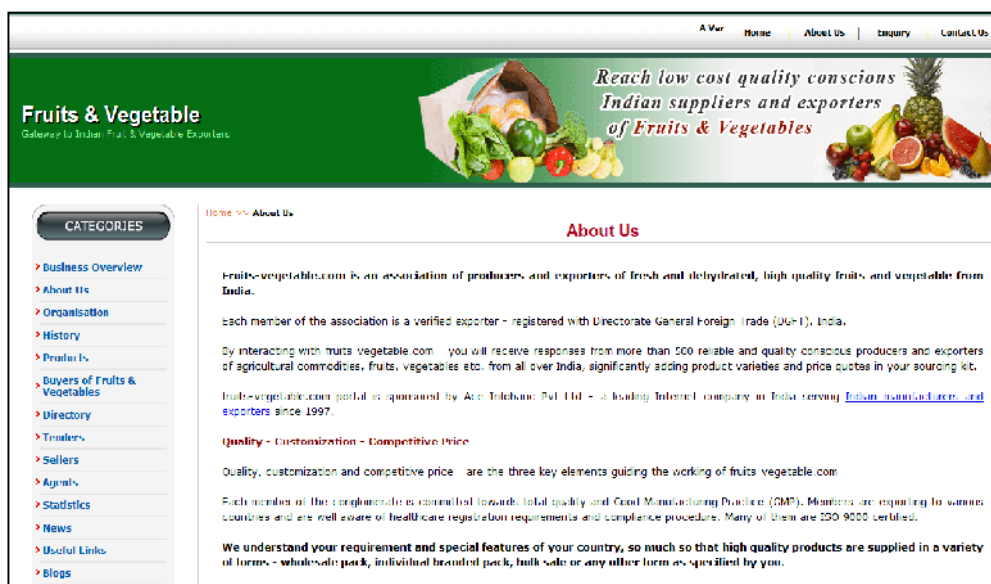 A Ver Home About Us | Enquiry Contact Us
Fruits & Vegetable
Gateway to Indian Fruit & Vegetable Exporters
Reach low cost quality conscious
Indian suppliers and exporters
of Fruits & Vegetables
CATEGORIES
Business Overview
About Us
Organisation
History
Products
Buyers of Fruits &
Vegetables
Directory
Tenders
Sellers
Agents
Statistics
News
Useful Links
Blogs
Home >> About Us
About Us
Fruits-vegetable.com is an association of producers and exporters of fresh and dehydrated, high quality fruits and vegetable from
India.
Each member of the association is a verified exporter - registered with Directorate General Foreign Trade (DGFT), India.
By interacting with fruits vegetable.com you will receive responses from more than 500 reliable and quality conscious producers and exporters
of agricultural commodities, fruits, vegetables etc. from all over India, significantly adding product varieties and price quotes in your sourcing kit.
fruits-vegetable.com portal is sponsored by Ace Infobanc Pvt Ltd - a leading Internet company in India serving Indian manufacturers and
exporters since 1997.
Quality - Customization - Competitive Price
Quality, customization and competitive price are the three key elements guiding the working of fruits vegetable.com
Each member of the conglomerate is committed towards total quality and Good Manufacturing Practice (GMP). Members are exporting to various
countries and are well aware of healthcare registration requirements and compliance procedure. Many of them are ISO 9000 certified.
We understand your requirement and special features of your country, so much so that high quality products are supplied in a variety
of forms - wholesale pack, individual branded pack, bulk sale or any other form as specified by you.